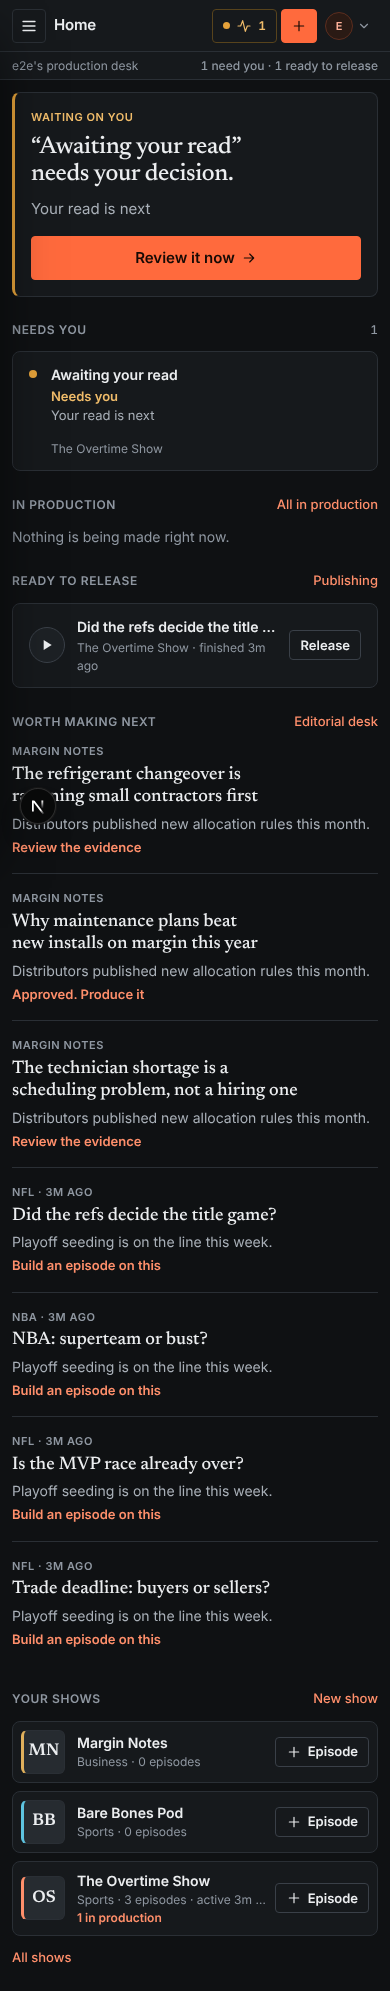 Home
1
E
e2e's production desk
1 need you · 1 ready to release
WAITING ON YOU
“Awaiting your read”
needs your decision.
Your read is next
Review it now →
NEEDS YOU
1
Awaiting your read
Needs you
Your read is next
The Overtime Show
IN PRODUCTION
All in production
Nothing is being made right now.
READY TO RELEASE
Publishing
Did the refs decide the title ...
The Overtime Show · finished 3m
ago
Release
WORTH MAKING NEXT
Editorial desk
MARGIN NOTES
The refrigerant changeover is
small contractors first
N
Distributors published new allocation rules this month.
Review the evidence
MARGIN NOTES
Why maintenance plans beat
new installs on margin this year
Distributors published new allocation rules this month.
Approved. Produce it
MARGIN NOTES
The technician shortage is a
scheduling problem, not a hiring one
Distributors published new allocation rules this month.
Review the evidence
NFL · 3M AGO
Did the refs decide the title game?
Playoff seeding is on the line this week.
Build an episode on this
NBA · 3M AGO
NBA: superteam or bust?
Playoff seeding is on the line this week.
Build an episode on this
NFL · 3M AGO
Is the MVP race already over?
Playoff seeding is on the line this week.
Build an episode on this
NFL · 3M AGO
Trade deadline: buyers or sellers?
Playoff seeding is on the line this week.
Build an episode on this
YOUR SHOWS
New show
MN
Margin Notes
Business · 0 episodes
+ Episode
BB
Bare Bones Pod
Sports · 0 episodes
+ Episode
OS
The Overtime Show
Sports · 3 episodes · active 3m ...
1 in production
+ Episode
All shows